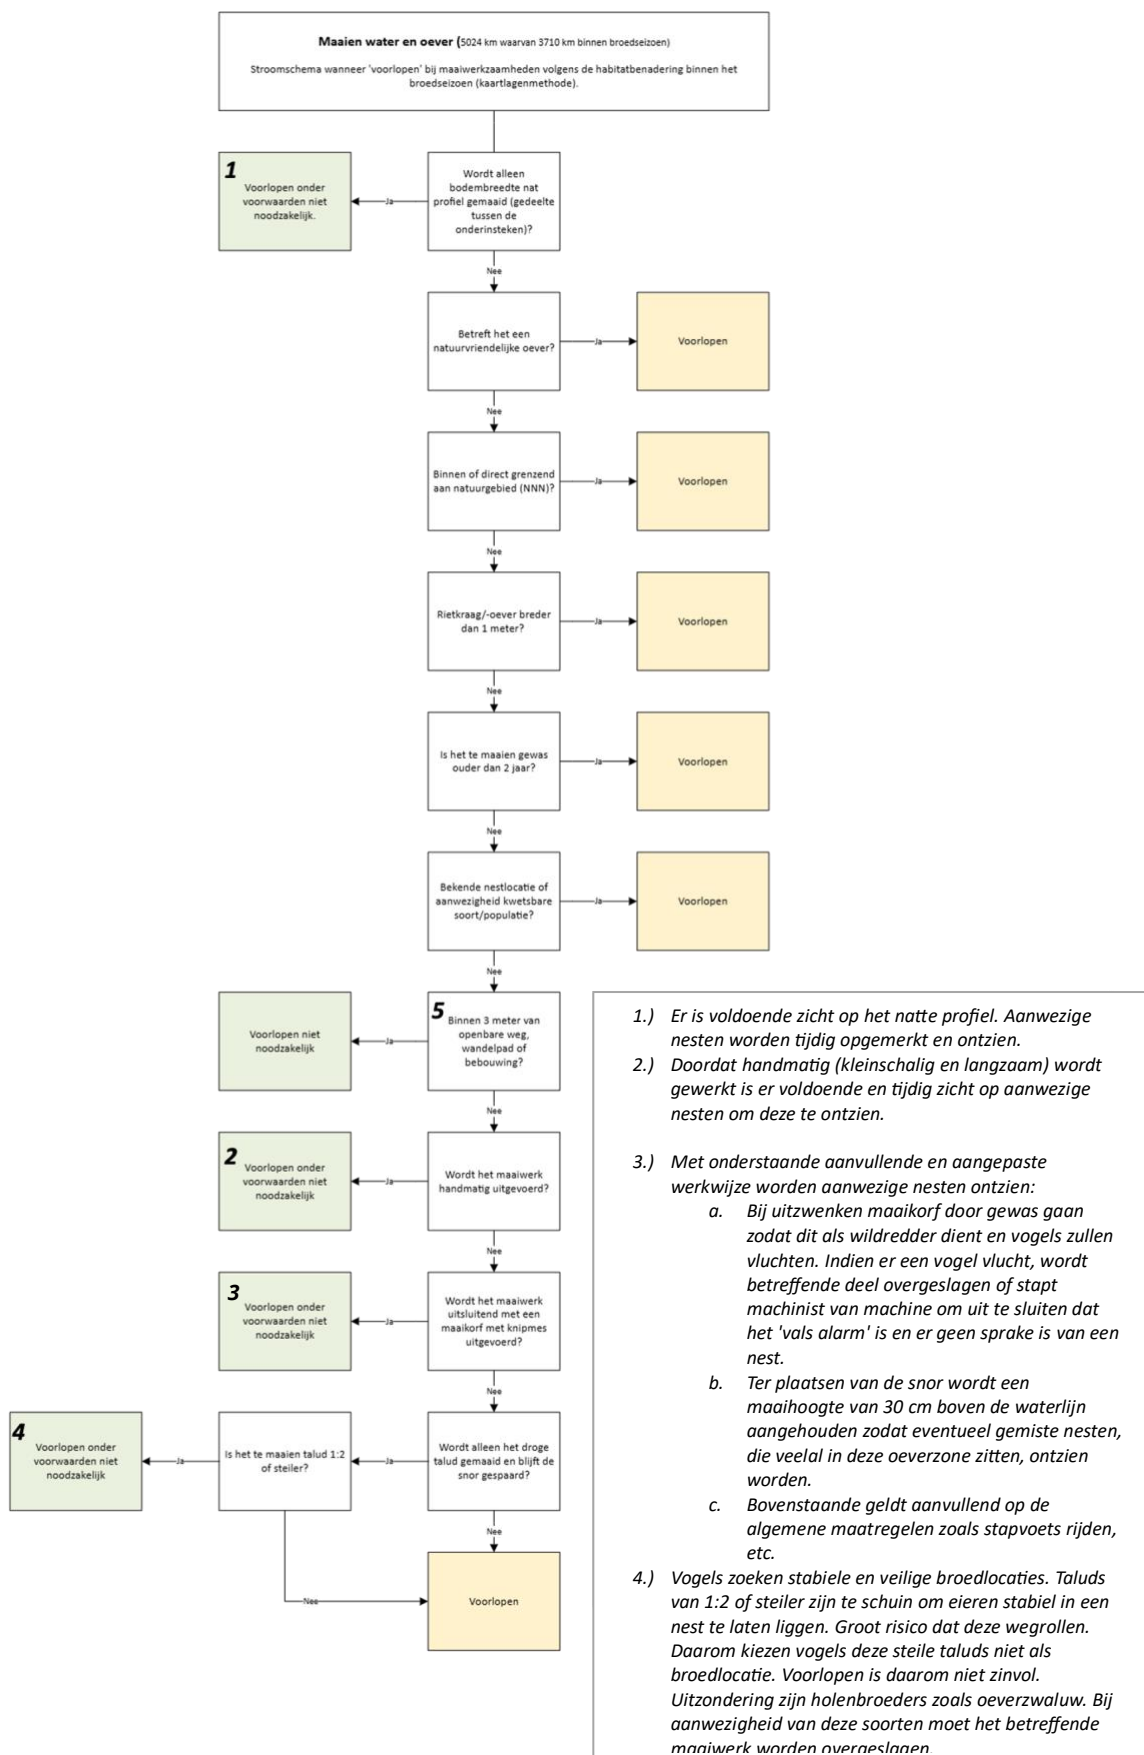 Maaien water en oever (5024 km waarvan 3710 km binnen broedseizoen)
Stroomschema wanneer 'voorlopen' bij maaiwerkzaamheden volgens de habitatbenadering binnen het
broedseizoen (kaartlagenmethode).
1
Voorlopen onder
voorwaarden niet
noodzakelijk.
Ja
Wordt alleen
bodembreedte nat
profiel gemaaid (gedeelte
tussen de
onderinsteken)?
Nee
Betreft het een
natuurvriendelijke oever?
Ja
Voorlopen
Nee
Binnen of direct grenzend
aan natuurgebied (NNN)?
Ja
Voorlopen
Nee
Rietkraag/-oever breder
dan 1 meter?
Ja
Voorlopen
Nee
Is het te maaien gewas
ouder dan 2 jaar?
Ja
Voorlopen
Nee
Bekende nestlocatie of
aanwezigheid kwetsbare
soort/populatie?
Ja
Voorlopen
Nee
Voorlopen niet
noodzakelijk
Ja
5
Binnen 3 meter van
openbare weg,
wandelpad of
bebouwing?
Nee
2
Voorlopen onder
voorwaarden niet
noodzakelijk
Ja
Wordt het maaiwerk
handmatig uitgevoerd?
Nee
3
Voorlopen onder
voorwaarden niet
noodzakelijk
Ja
Wordt het maaiwerk
uitsluitend met een
maaikorf met knipmes
uitgevoerd?
Nee
4
Voorlopen onder
voorwaarden niet
noodzakelijk
Ja
Is het te maaien talud 1:2
of steiler?
Ja
Wordt alleen het droge
talud gemaaid en blijft de
snor gespaard?
Nee
Nee
Voorlopen
1.) Er is voldoende zicht op het natte profiel. Aanwezige
nesten worden tijdig opgemerkt en ontzien.
2.) Doordat handmatig (kleinschalig en langzaam) wordt
gewerkt is er voldoende en tijdig zicht op aanwezige
nesten om deze te ontzien.
3.) Met onderstaande aanvullende en aangepaste
werkwijze worden aanwezige nesten ontzien:
a. Bij uitzwenken maaikorf door gewas gaan
zodat dit als wildredder dient en vogels zullen
vluchten. Indien er een vogel vlucht, wordt
betreffende deel overgeslagen of stapt
machinist van machine om uit te sluiten dat
het 'vals alarm' is en er geen sprake is van een
nest.
b. Ter plaatsen van de snor wordt een
maaihoogte van 30 cm boven de waterlijn
aangehouden zodat eventueel gemiste nesten,
die veelal in deze oeverzone zitten, ontzien
worden.
c. Bovenstaande geldt aanvullend op de
algemene maatregelen zoals stapvoets rijden,
etc.
4.) Vogels zoeken stabiele en veilige broedlocaties. Taluds
van 1:2 of steiler zijn te schuin om eieren stabiel in een
nest te laten liggen. Groot risico dat deze wegrollen.
Daarom kiezen vogels deze steile taluds niet als
broedlocatie. Voorlopen is daarom niet zinvol.
Uitzondering zijn holenbroeders zoals oeverzwaluw. Bij
aanwezigheid van deze soorten moet het betreffende
maaiwerk worden overgeslagen.